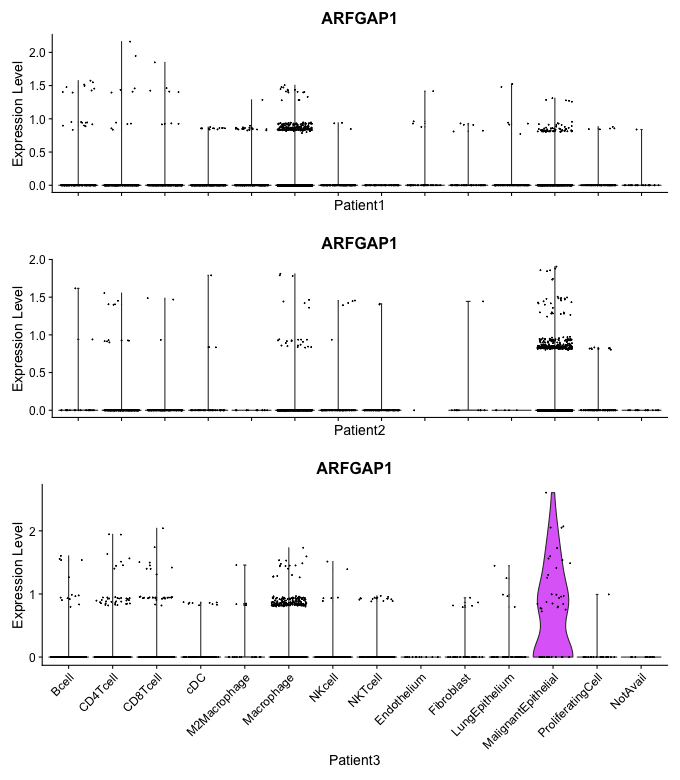 ARFGAP1
2.0
1.5
1.0
0.5
0.0
Expression Level
Patient1
ARFGAP1
2.0
1.5
1.0
0.5
0.0
Expression Level
Patient2
ARFGAP1
2
1
0
Expression Level
Bcell
CD4Tcell
CD8Tcell
cDC
M2Macrophage
Macrophage
NKcell
NKTcell
Endothelium
Fibroblast
LungEpithelium
MalignantEpithelial
ProliferatingCell
NotAvail
Patient3